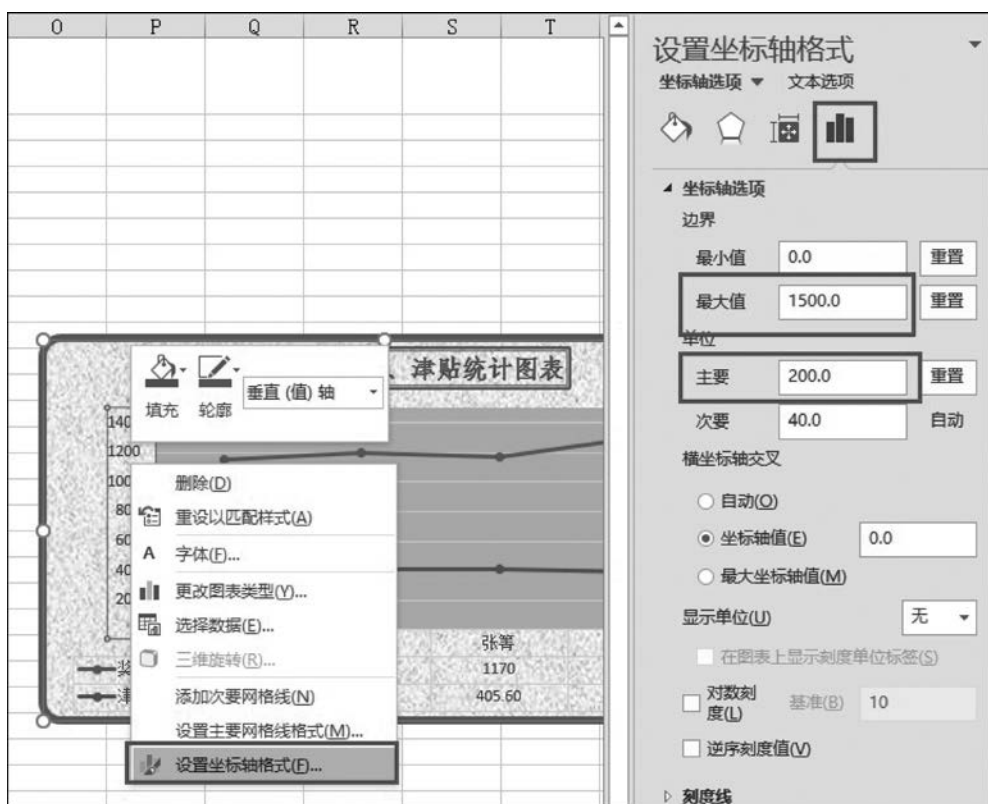 O P Q R S T
填充 轮廓
垂直 (值) 轴
、津贴统计图表
140
1200
100
80
60
40
20
删除(D)
重设以匹配样式(A)
A 字体(F)...
更改图表类型(Y)...
选择数据(E)...
三维旋转(R)...
添加次要网格线(N)
设置主要网格线格式(M)...
设置坐标轴格式(F)...
张箐
奖 1170
津 405.60
设置坐标轴格式
坐标轴选项 文本选项
坐标轴选项
边界
最小值 0.0 重置
最大值 1500.0 重置
单位
主要 200.0 重置
次要 40.0 自动
横坐标轴交叉
自动(O)
坐标轴值(E) 0.0
最大坐标轴值(M)
显示单位(U) 无
在图表上显示刻度单位标签(S)
对数刻
度(L) 基准(B) 10
逆序刻度值(V)
刻度线